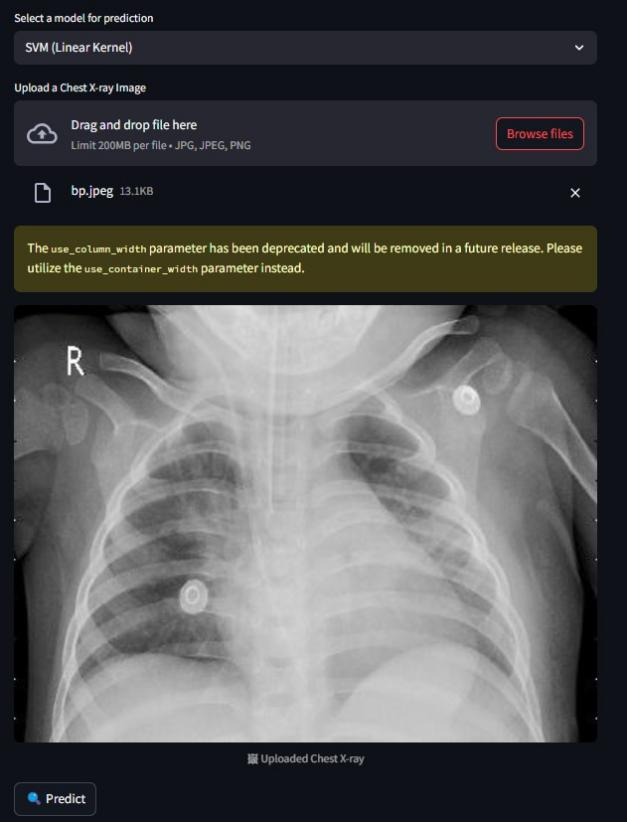 Select a model for prediction
SVM (Linear Kernel)
Upload a Chest X-ray Image
Drag and drop file here
Limit 200MB per file • JPG, JPEG, PNG
Browse files
bp.jpeg 13.1KB
The use_column_width parameter has been deprecated and will be removed in a future release. Please
utilize the use_container_width parameter instead.
R
Uploaded Chest X-ray
Predict